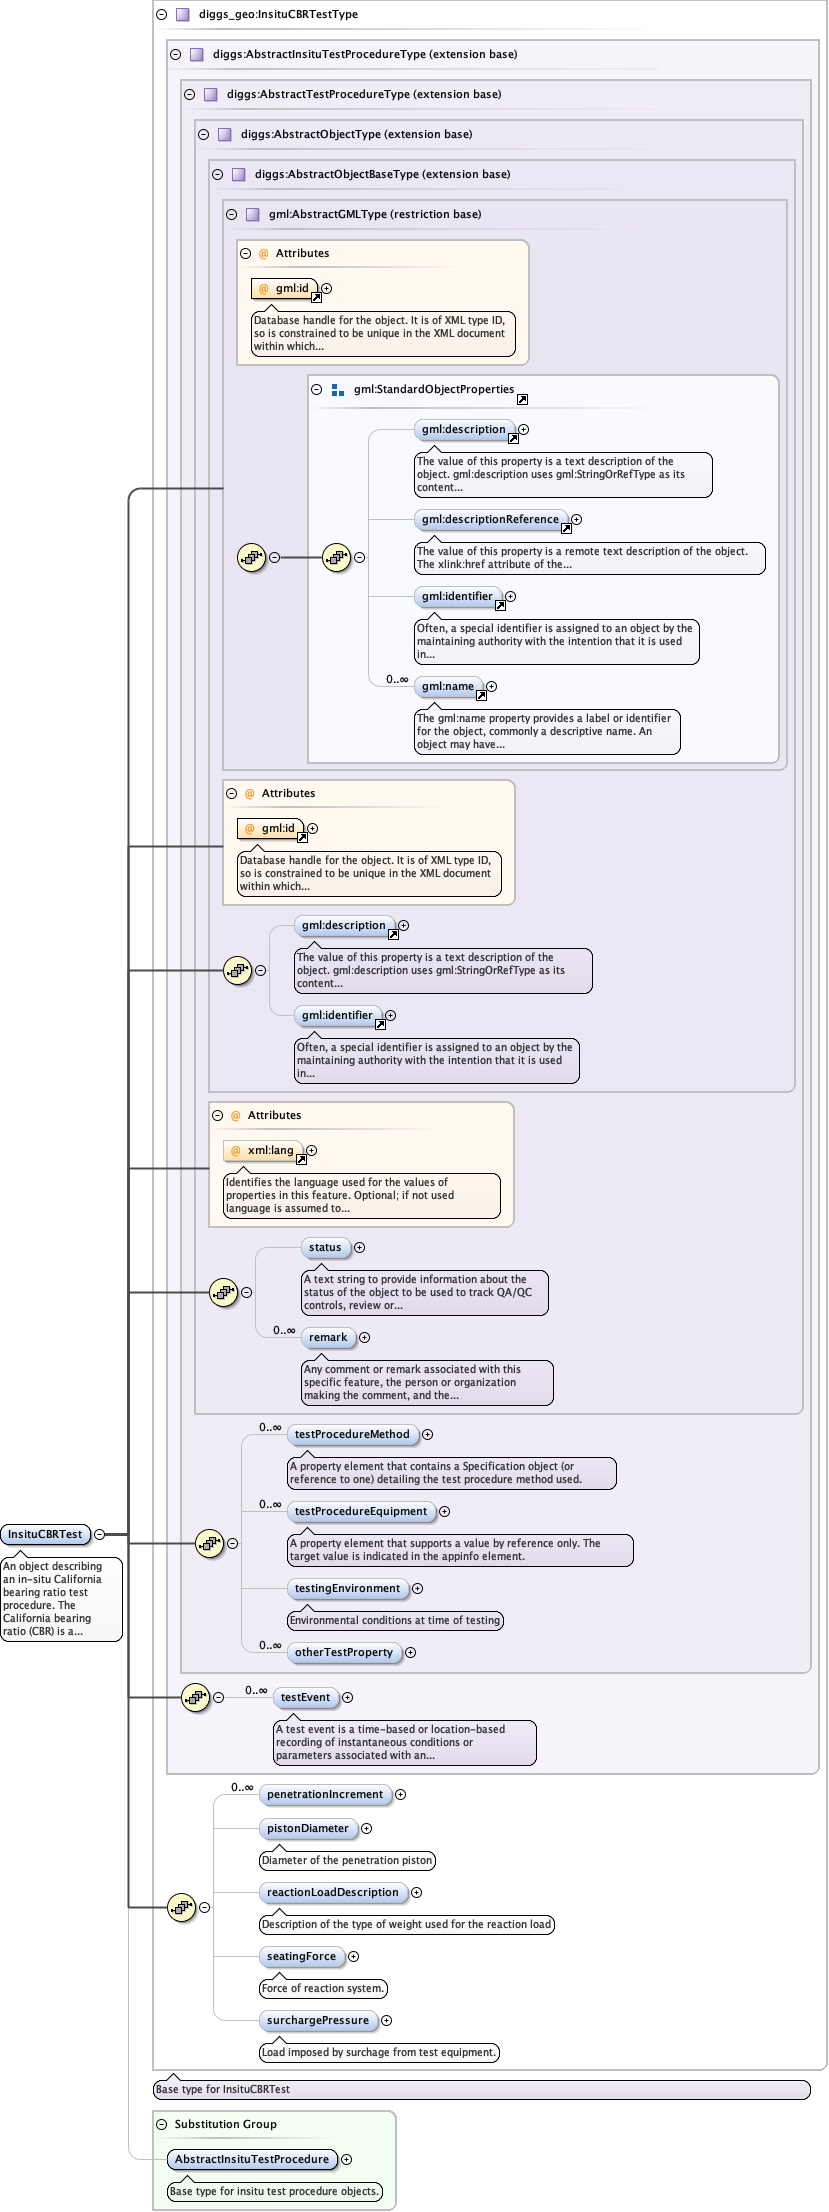 diggs_geo:InsituCBRTestType
diggs:AbstractInsituTestProcedureType (extension base)
diggs:AbstractTestProcedureType (extension base)
diggs:AbstractObjectType (extension base)
diggs:AbstractObjectBaseType (extension base)
gml:AbstractGMLType (restriction base)
@ Attributes
@ gml:id
Database handle for the object. It is of XML type ID,
so is constrained to be unique in the XML document
within which...
gml:StandardObjectProperties
gml:description
The value of this property is a text description of the
object. gml:description uses gml:StringOrRefType as its
content...
gml:descriptionReference
The value of this property is a remote text description of the object.
The xlink:href attribute of the...
gml:identifier
Often, a special identifier is assigned to an object by the
maintaining authority with the intention that it is used
in...
0..∞
gml:name
The gml:name property provides a label or identifier
for the object, commonly a descriptive name. An
object may have...
@ Attributes
@ gml:id
Database handle for the object. It is of XML type ID,
so is constrained to be unique in the XML document
within which...
gml:description
The value of this property is a text description of the
object. gml:description uses gml:StringOrRefType as its
content...
gml:identifier
Often, a special identifier is assigned to an object by the
maintaining authority with the intention that it is used
in...
@ Attributes
@ xml:lang
Identifies the language used for the values of
properties in this feature. Optional; if not used
language is assumed to...
status
A text string to provide information about the
status of the object to be used to track QA/QC
controls, review or...
0..∞
remark
Any comment or remark associated with this
specific feature, the person or organization
making the comment, and the...
0..∞
testProcedureMethod
A property element that contains a Specification object (or
reference to one) detailing the test procedure method used.
0..∞
testProcedureEquipment
A property element that supports a value by reference only. The
target value is indicated in the appinfo element.
testingEnvironment
Environmental conditions at time of testing
0..∞
otherTestProperty
InsituCBRTest
An object describing
an in-situ California
bearing ratio test
procedure. The
California bearing
ratio (CBR) is a...
0..∞
testEvent
A test event is a time-based or location-based
recording of instantaneous conditions or
parameters associated with an...
0..∞
penetrationIncrement
pistonDiameter
Diameter of the penetration piston
reactionLoadDescription
Description of the type of weight used for the reaction load
seatingForce
Force of reaction system.
surchargePressure
Load imposed by surchage from test equipment.
Base type for InsituCBRTest
Substitution Group
AbstractInsituTestProcedure
Base type for insitu test procedure objects.